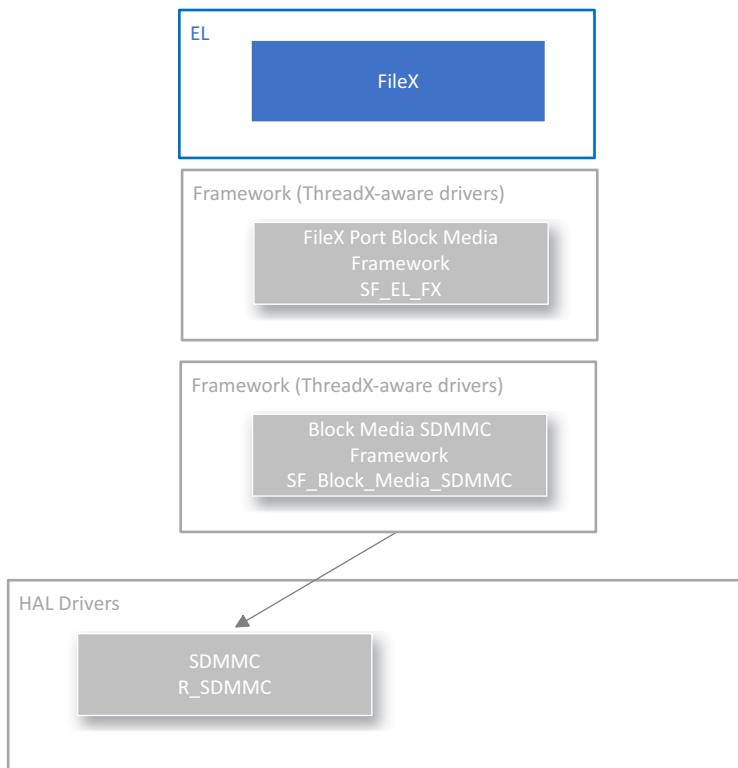 EL
FileX
Framework (ThreadX-aware drivers)
FileX Port Block Media
Framework
SF_EL_FX
Framework (ThreadX-aware drivers)
Block Media SDMMC
Framework
SF_Block_Media_SDMMC
HAL Drivers
SDMMC
R_SDMMC